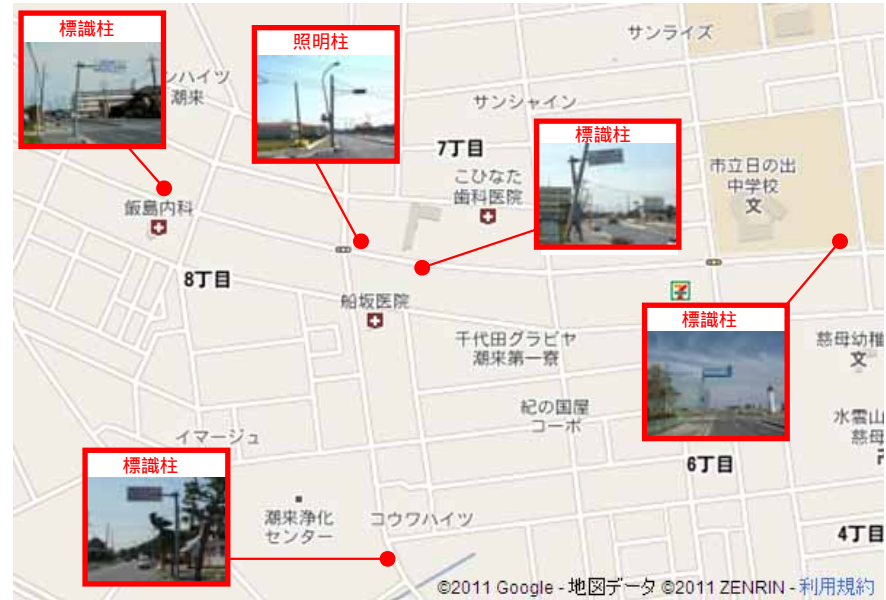 標識柱
照明柱
サンライズ
ンハイツ
潮来
サンシャイン
標識柱
7丁目
こひなた
歯科医院
市立日の出
中学校
文
飯島内科
8丁目
船坂医院
標識柱
千代田グラビヤ
潮来第一寮
慈母幼稚
文
紀の国屋
コーポ
水雲山
慈母
イマージュ
標識柱
6丁目
潮来浄化
センター
コウワハイツ
4丁目
©2011 Google - 地図データ ©2011 ZENRIN - 利用規約